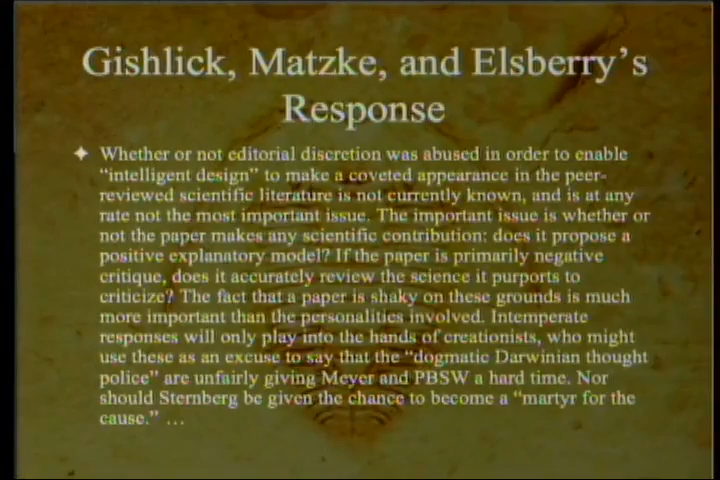 Gishlick, Matzke, and Elsberry's
Response
Whether or not editorial discretion was abused in order to enable
"intelligent design" to make a coveted appearance in the peer-
reviewed scientific literature is not currently known, and is at any
rate not the most important issue. The important issue is whether or
not the paper makes any scientific contribution: does it propose a
positive explanatory model? If the paper is primarily negative
critique, does it accurately review the science it purports to
criticize? The fact that a paper is shaky on these grounds is much
more important than the personalities involved. Intemperate
responses will only play into the hands of creationists, who might
use these as an excuse to say that the "dogmatic Darwinian thought
police" are unfairly giving Meyer and PBSW a hard time. Nor
should Sternberg be given the chance to become a "martyr for the
cause." …